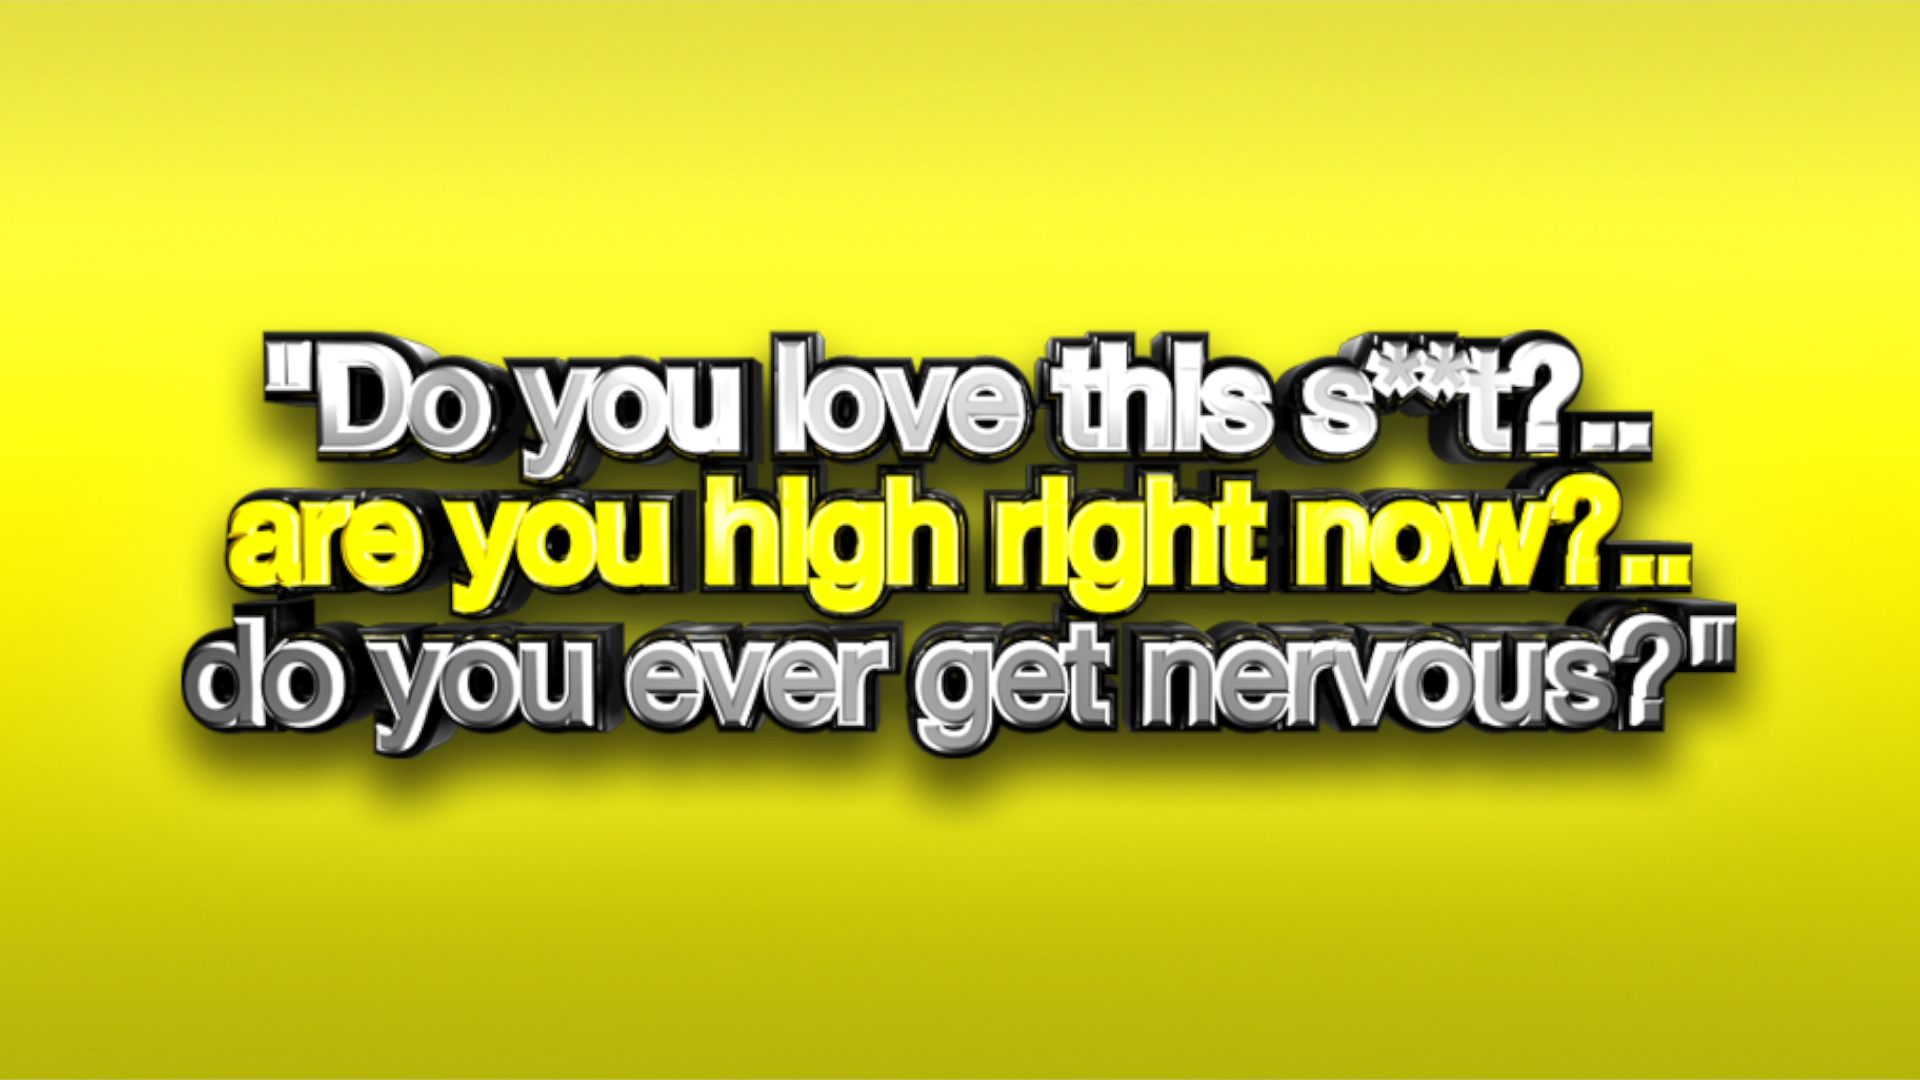 "Do you love this s**t?..
are you high right now?..
do you ever get nervous?"